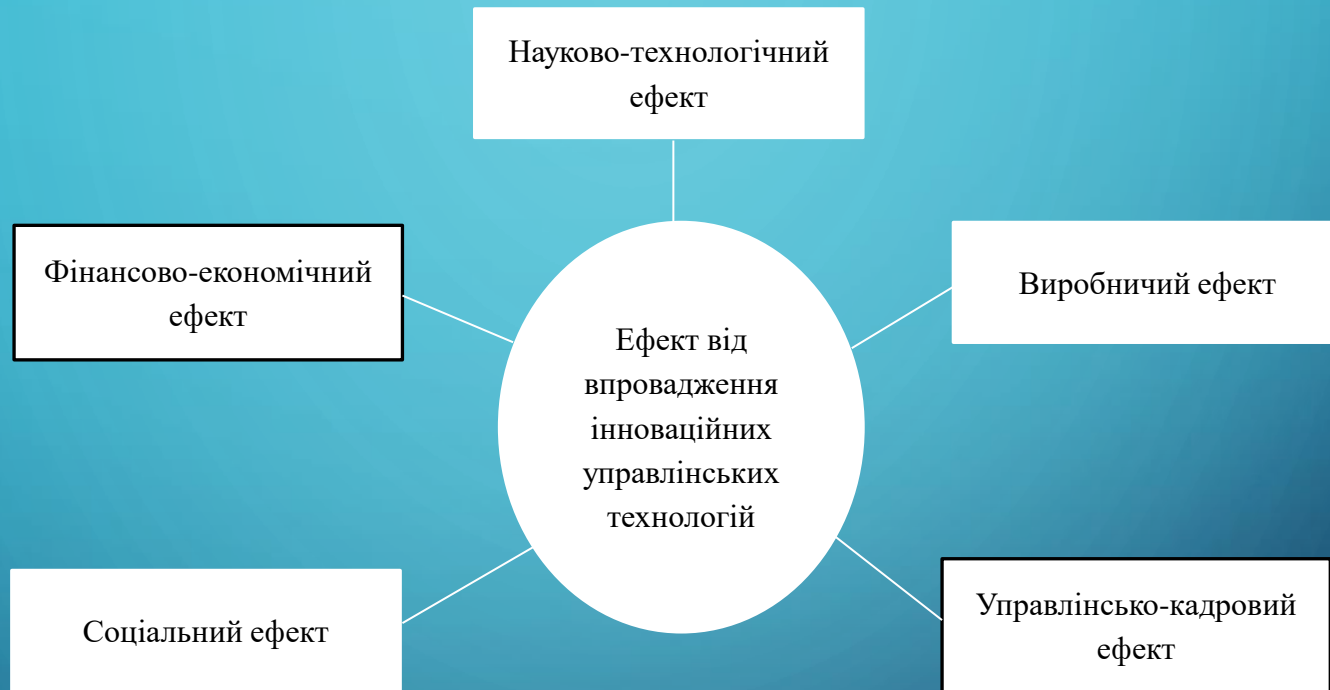 Науково-технологічний
ефект
Фінансово-економічний
ефект
Виробничий ефект
Ефект від
впровадження
інноваційних
управлінських
технологій
Соціальний ефект
Управлінсько-кадровий
ефект